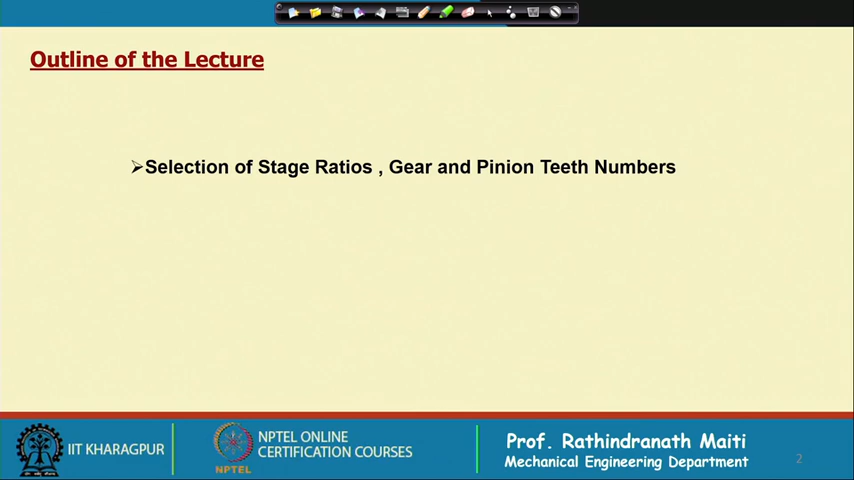 Outline of the Lecture
➢Selection of Stage Ratios , Gear and Pinion Teeth Numbers
IIT KHARAGPUR
NPTEL
NPTEL ONLINE
CERTIFICATION COURSES
Prof. Rathindranath Maiti
Mechanical Engineering Department
2